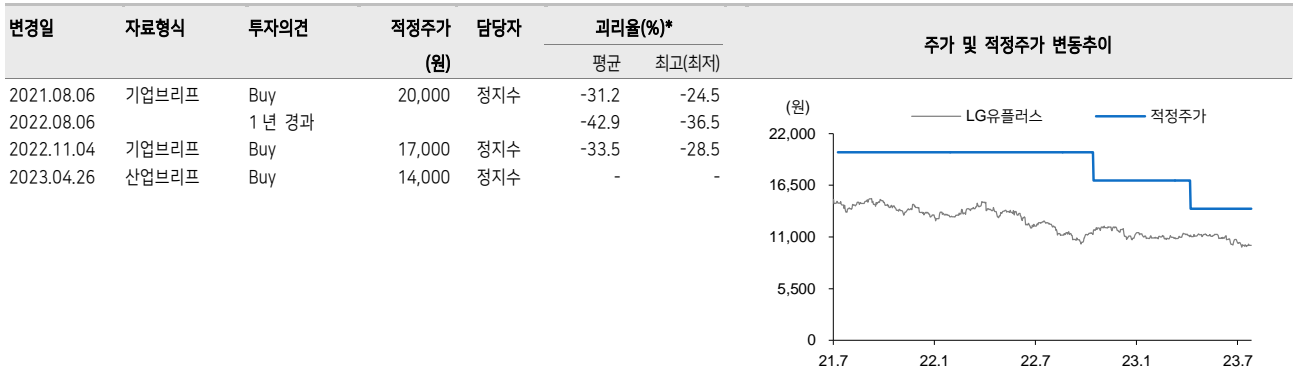 변경일 자료형식 투자의견 적정주가 담당자 괴리율(%)* 주가 및 적정주가 변동추이
(원) 평균 최고(최저)
2021.08.06 기업브리프 Buy 20,000 정지수 -31.2 -24.5
2022.08.06 1년 경과 -42.9 -36.5
2022.11.04 기업브리프 Buy 17,000 정지수 -33.5 -28.5
2023.04.26 산업브리프 Buy 14,000 정지수 - -
(원) LG유플러스 적정주가
22,000
16,500
11,000
5,500
0
21.7 22.1 22.7 23.1 23.7